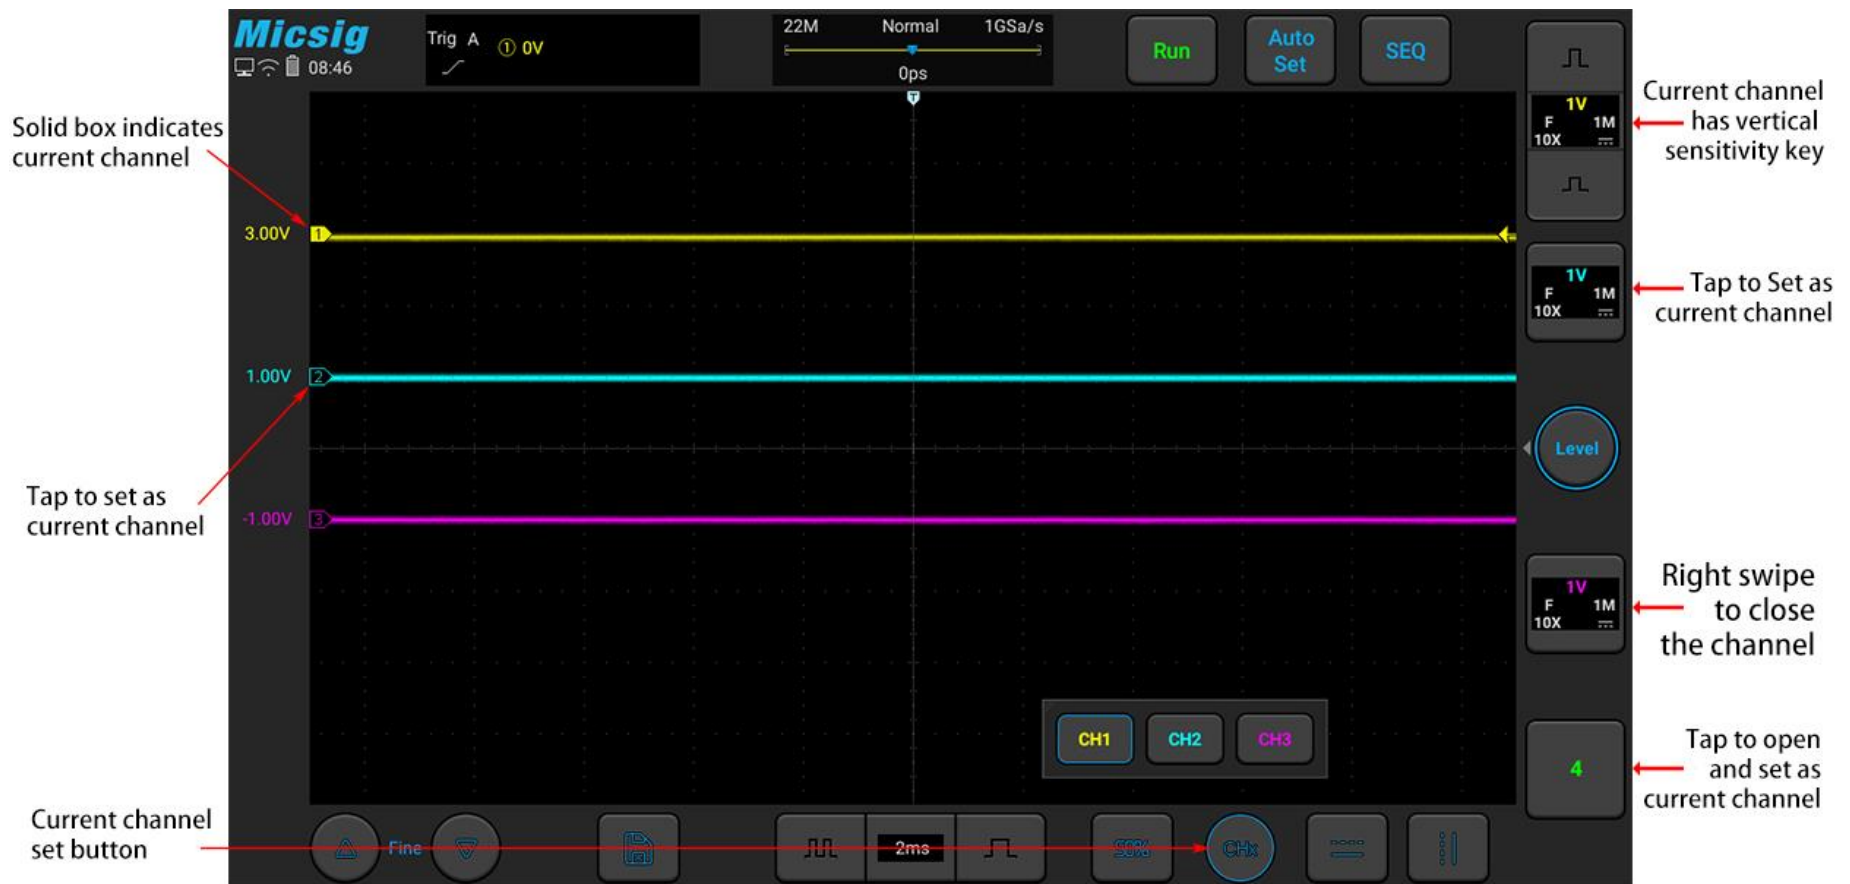 Micsig
08:46
Trig A
① 0V
22M Normal 1GSa/s
0ps
Run
Auto
Set
SEQ
T
Solid box indicates
current channel
Current channel
has vertical
sensitivity key
1V
F 1M
10X
3.00V
1
Tap to Set as
current channel
1V
F 1M
10X
1.00V
2
Level
Tap to set as
current channel
-1.00V
3
1V
F 1M
10X
Right swipe
to close
the channel
CH1 CH2 CH3
4
Tap to open
and set as
current channel
Current channel
set button
Fine
2ms
50%
CHx